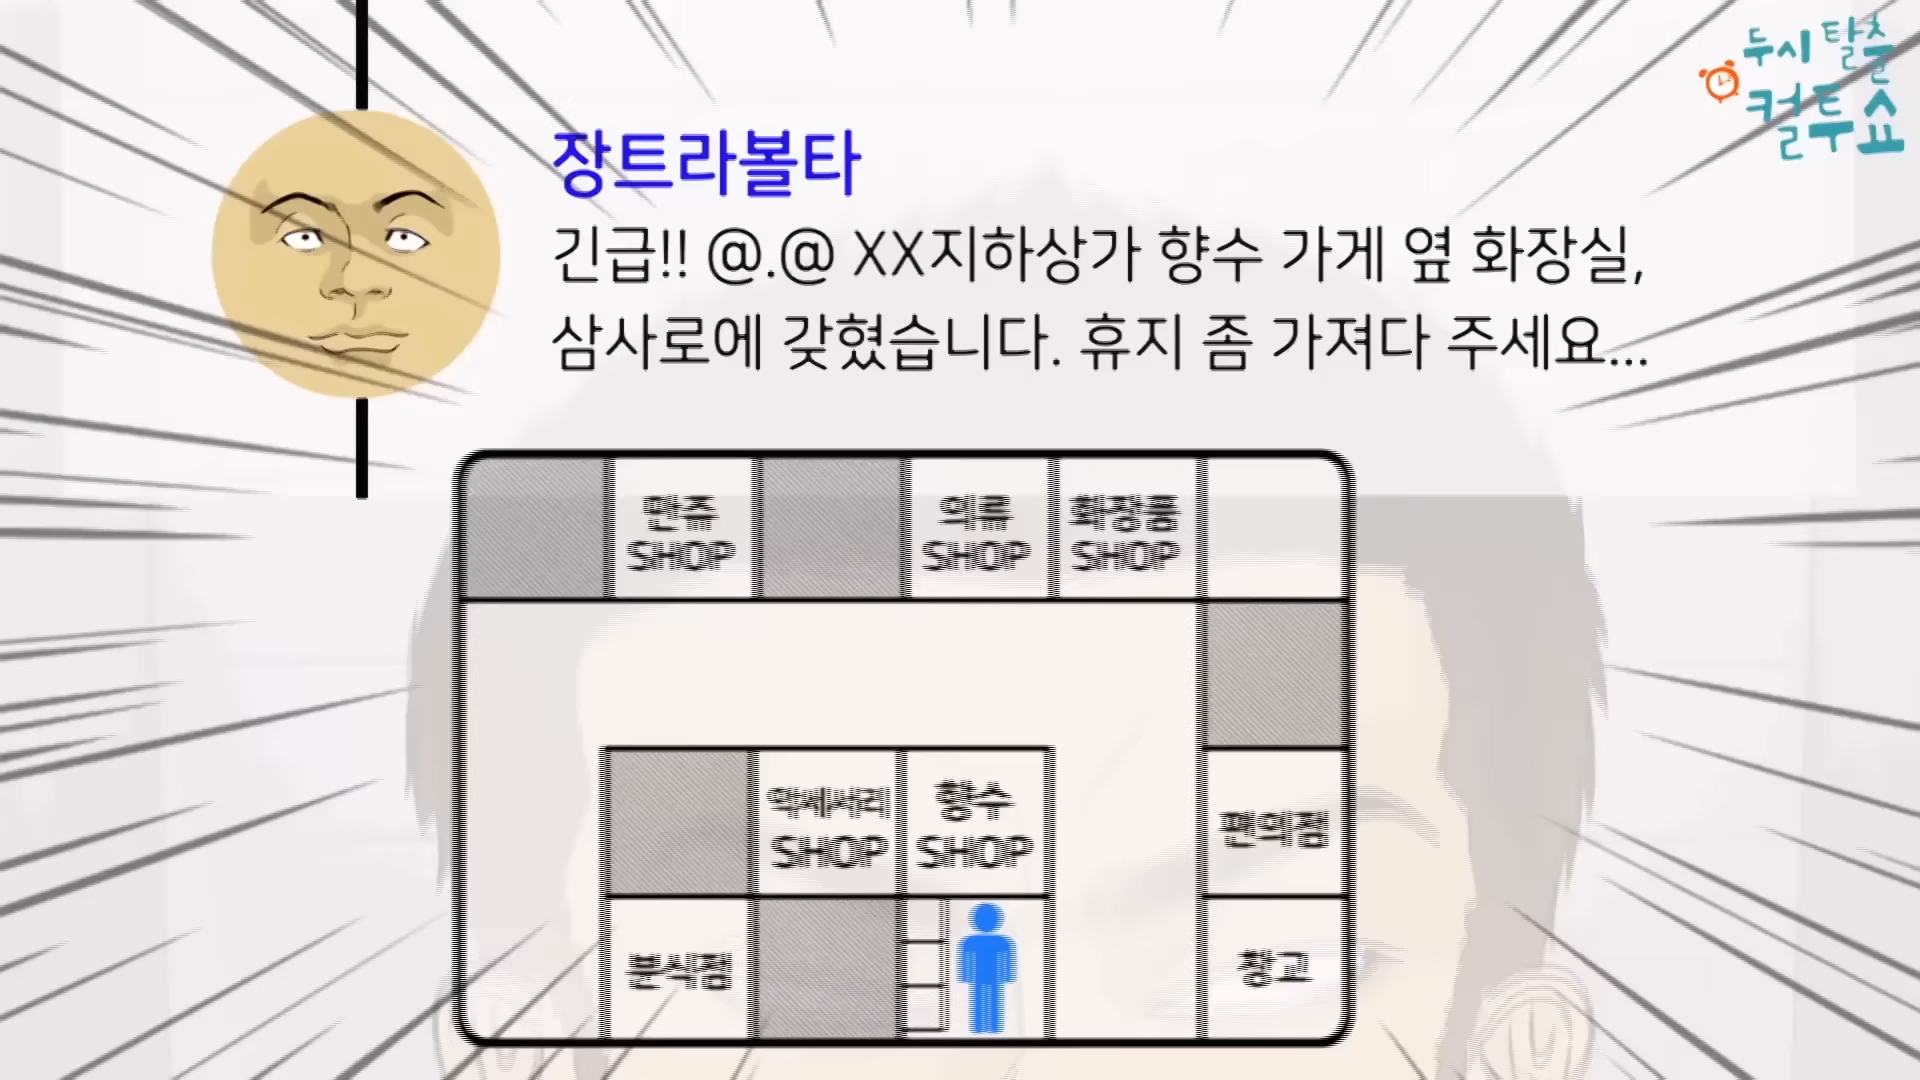 두시 탈출
컬투쇼
장트라볼타
긴급!! @.@ XX지하상가 향수 가게 옆 화장실,
삼사로에 갖혔습니다. 휴지 좀 가져다 주세요...
만쥬
SHOP
의류
SHOP
화장품
SHOP
악세서리
SHOP
향수
SHOP
편의점
분식점
창고